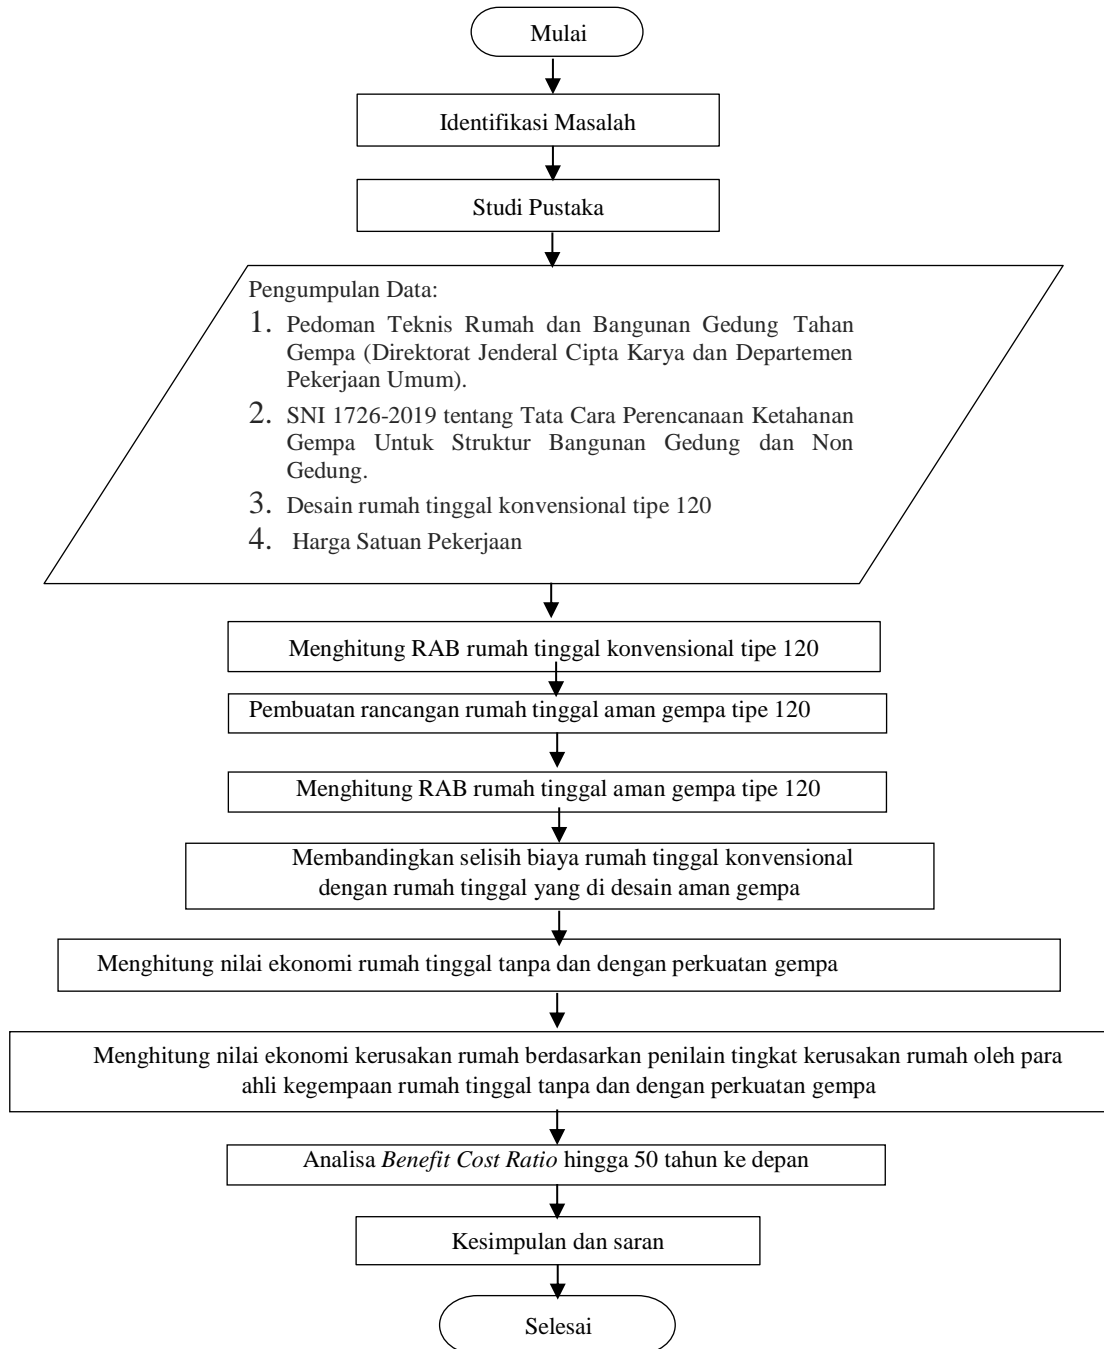 Mulai
Identifikasi Masalah
Studi Pustaka
Pengumpulan Data:
1. Pedoman Teknis Rumah dan Bangunan Gedung Tahan
Gempa (Direktorat Jenderal Cipta Karya dan Departemen
Pekerjaan Umum).
2. SNI 1726-2019 tentang Tata Cara Perencanaan Ketahanan
Gempa Untuk Struktur Bangunan Gedung dan Non
Gedung.
3. Desain rumah tinggal konvensional tipe 120
4. Harga Satuan Pekerjaan
Menghitung RAB rumah tinggal konvensional tipe 120
Pembuatan rancangan rumah tinggal aman gempa tipe 120
Menghitung RAB rumah tinggal aman gempa tipe 120
Membandingkan selisih biaya rumah tinggal konvensional
dengan rumah tinggal yang di desain aman gempa
Menghitung nilai ekonomi rumah tinggal tanpa dan dengan perkuatan gempa
Menghitung nilai ekonomi kerusakan rumah berdasarkan penilain tingkat kerusakan rumah oleh para
ahli kegempaan rumah tinggal tanpa dan dengan perkuatan gempa
Analisa Benefit Cost Ratio hingga 50 tahun ke depan
Kesimpulan dan saran
Selesai